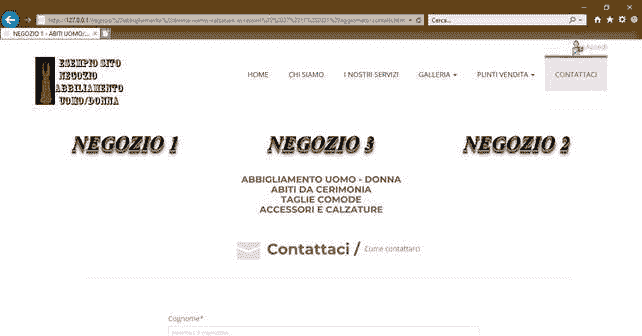 Cerca...
NEGOZIO 1 - ABITI UOMO/...
Accedi
ESEMPIO SITO
NEGOZIO
ABBILIAMENTO
UOMO/DONNA
HOME CHI SIAMO I NOSTRI SERVIZI GALLERIA PUNTI VENDITA CONTATTACI
NEGOZIO 1 NEGOZIO 3 NEGOZIO 2
ABBIGLIAMENTO UOMO - DONNA
ABITI DA CERIMONIA
TAGLIE COMODE
ACCESSORI E CALZATURE
Contattaci / Come contattarci
Cognome*